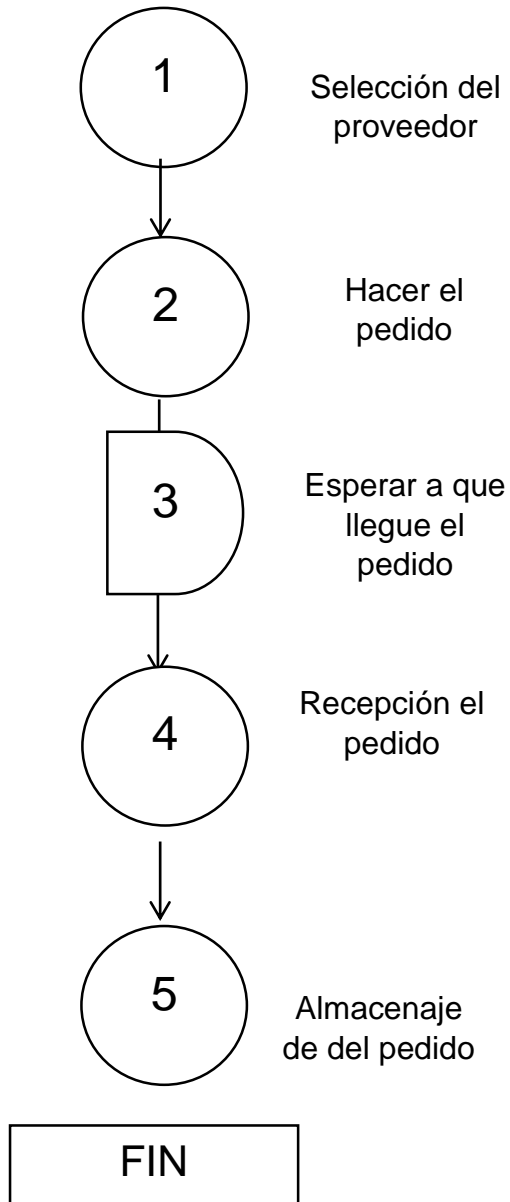 1
Selección del
proveedor
2
Hacer el
pedido
3
Esperar a que
llegue el
pedido
4
Recepción el
pedido
5
Almacenaje
de del pedido
FIN